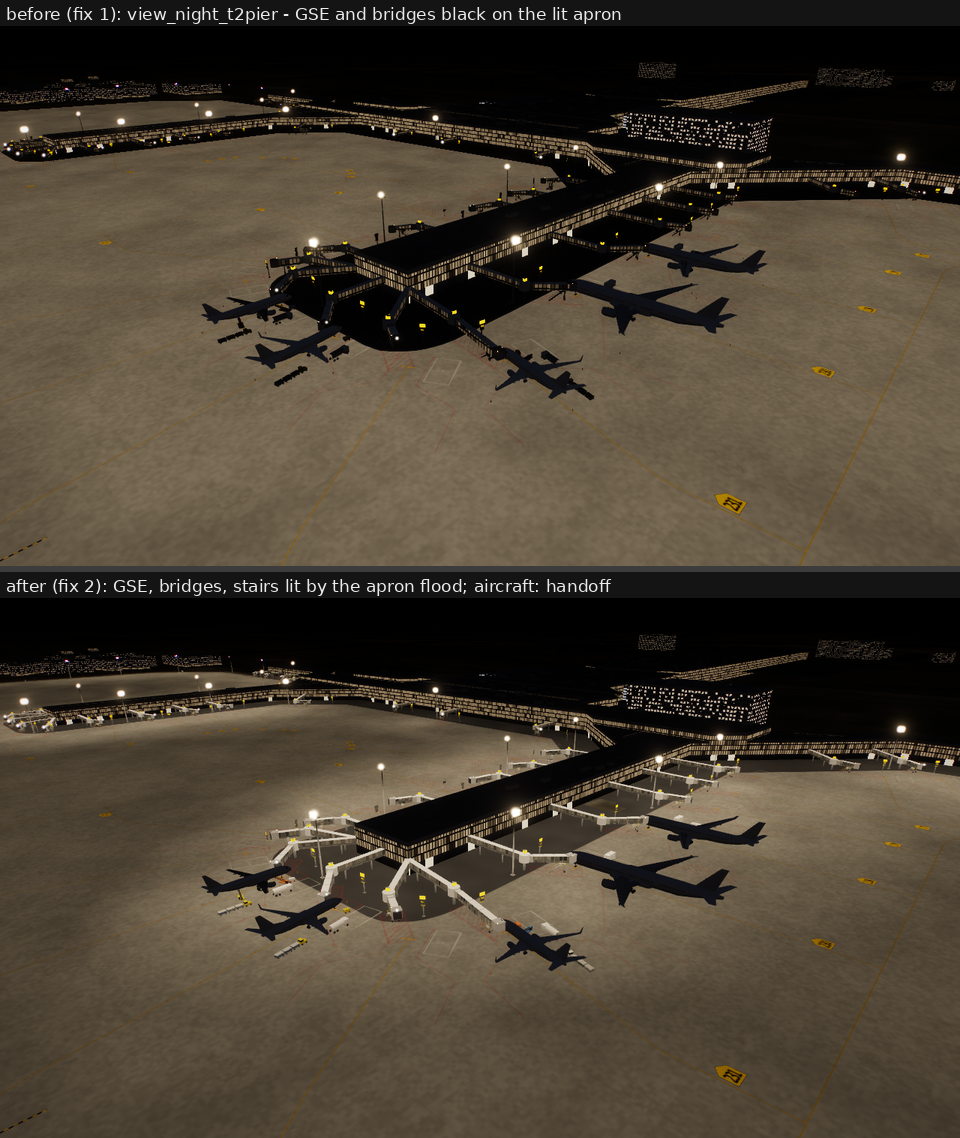 before (fix 1): view_night_t2pier - GSE and bridges black on the lit apron
after (fix 2): GSE, bridges, stairs lit by the apron flood; aircraft: handoff